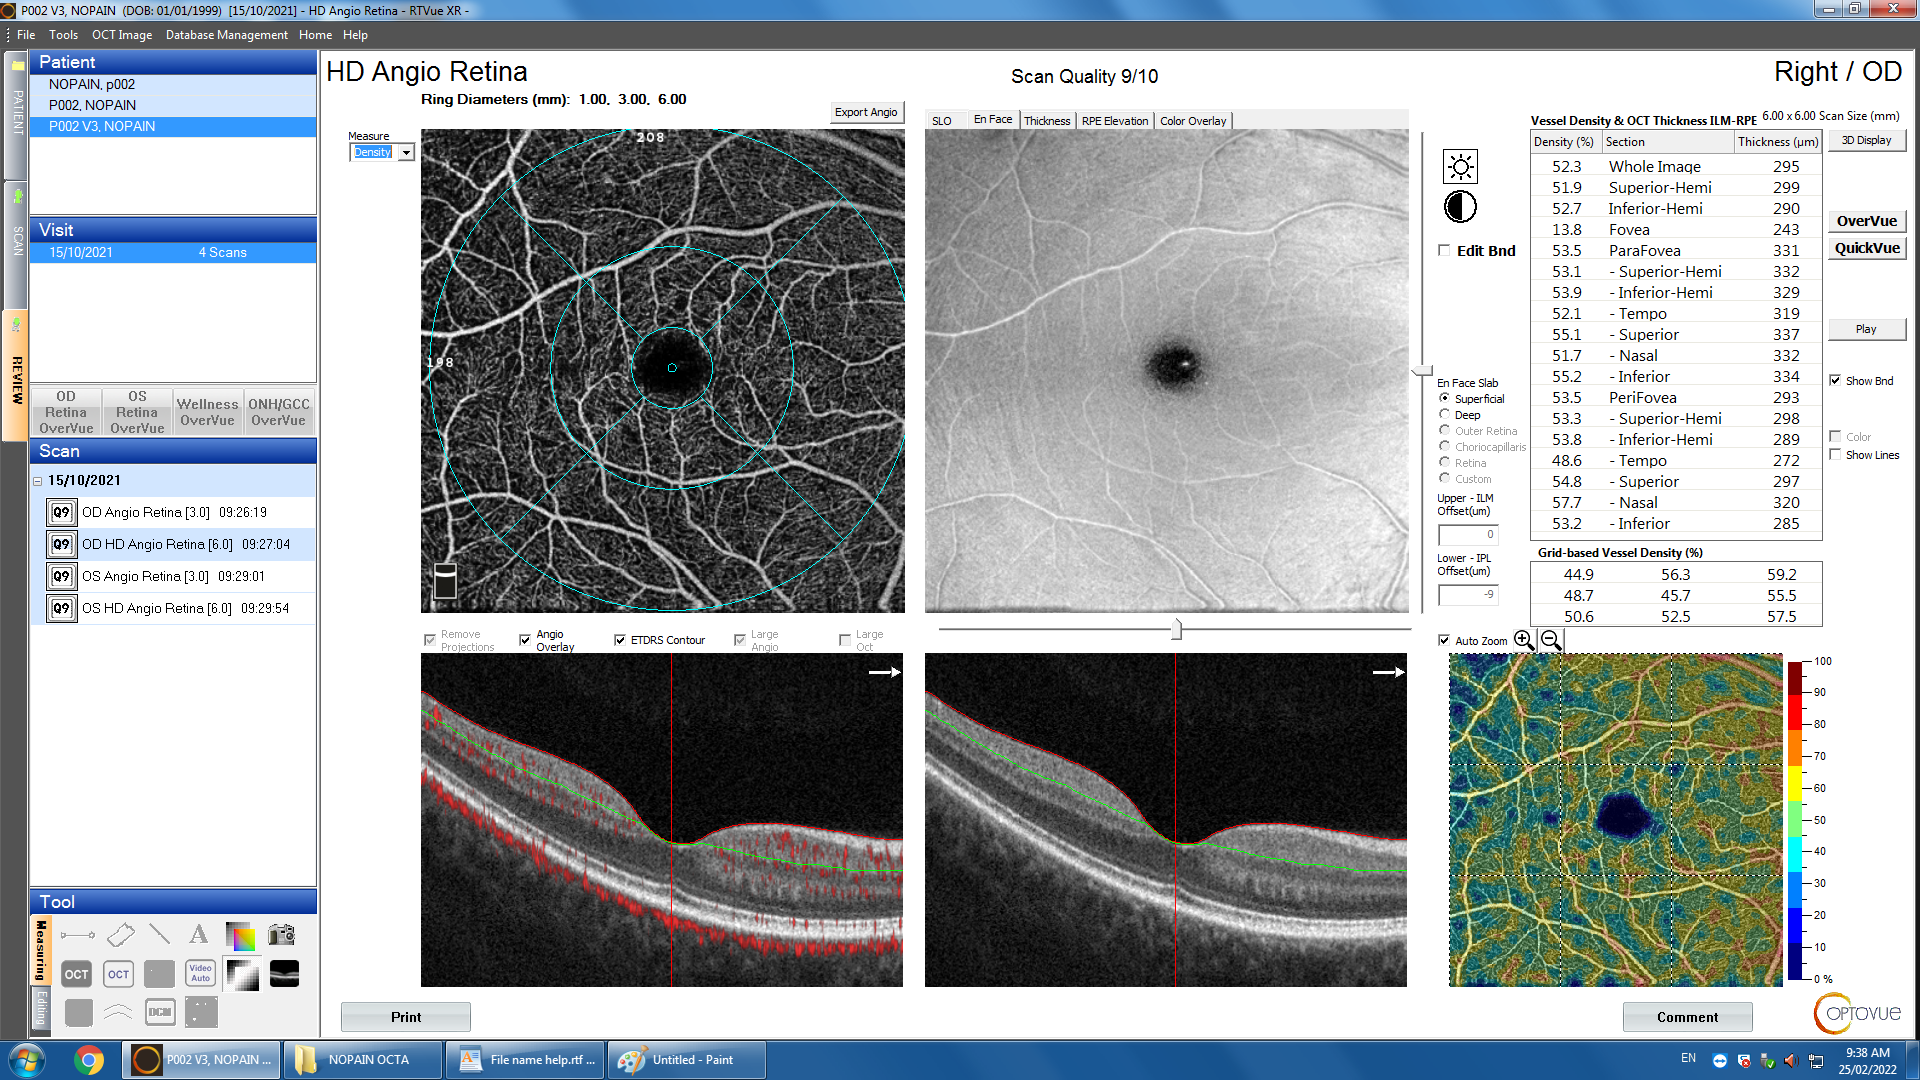 P002 V3, NOPAIN (DOB: 01/01/1999) [15/10/2021] - HD Angio Retina - RTVue XR -
File Tools OCT Image Database Management Home Help
PATIENT
SCAN
REVIEW
Patient
NOPAIN, p002
P002, NOPAIN
P002 V3, NOPAIN
Visit
15/10/2021 4 Scans
OD Retina OverVue
OS Retina OverVue
Wellness OverVue
ONH/GCC OverVue
Scan
15/10/2021
Q9 OD Angio Retina [3.0] 09:26:19
Q9 OD HD Angio Retina [6.0] 09:27:04
Q9 OS Angio Retina [3.0] 09:29:01
Q9 OS HD Angio Retina [6.0] 09:29:54
Tool
Measuring
Editing
A
OCT
OCT
Video Auto
DCM
HD Angio Retina
Scan Quality 9/10
Right / OD
Ring Diameters (mm): 1.00, 3.00, 6.00
Export Angio
Measure
Density
208
198
SLO En Face Thickness RPE Elevation Color Overlay
Edit Bnd
En Face Slab
Superficial
Deep
Outer Retina
Choriocapillaris
Retina
Custom
Upper - ILM
Offset(um)
0
Lower - IPL
Offset(um)
-9
Remove Projections
Angio Overlay
ETDRS Contour
Large Angio
Large Oct
Auto Zoom
Vessel Density & OCT Thickness ILM-RPE 6.00 x 6.00 Scan Size (mm)
Density (%) Section Thickness (µm)
52.3 Whole Image 295
51.9 Superior-Hemi 299
52.7 Inferior-Hemi 290
13.8 Fovea 243
53.5 ParaFovea 331
53.1 - Superior-Hemi 332
53.9 - Inferior-Hemi 329
52.1 - Tempo 319
55.1 - Superior 337
51.7 - Nasal 332
55.2 - Inferior 334
53.5 PeriFovea 293
53.3 - Superior-Hemi 298
53.8 - Inferior-Hemi 289
48.6 - Tempo 272
54.8 - Superior 297
57.7 - Nasal 320
53.2 - Inferior 285
Grid-based Vessel Density (%)
44.9 56.3 59.2
48.7 45.7 55.5
50.6 52.5 57.5
3D Display
OverVue
QuickVue
Play
Show Bnd
Color
Show Lines
100
90
80
70
60
50
40
30
20
10
0 %
Print
Comment
OPTOVUE
P002 V3, NOPAIN ...
NOPAIN OCTA
File name help.rtf ...
Untitled - Paint
EN
9:38 AM
25/02/2022